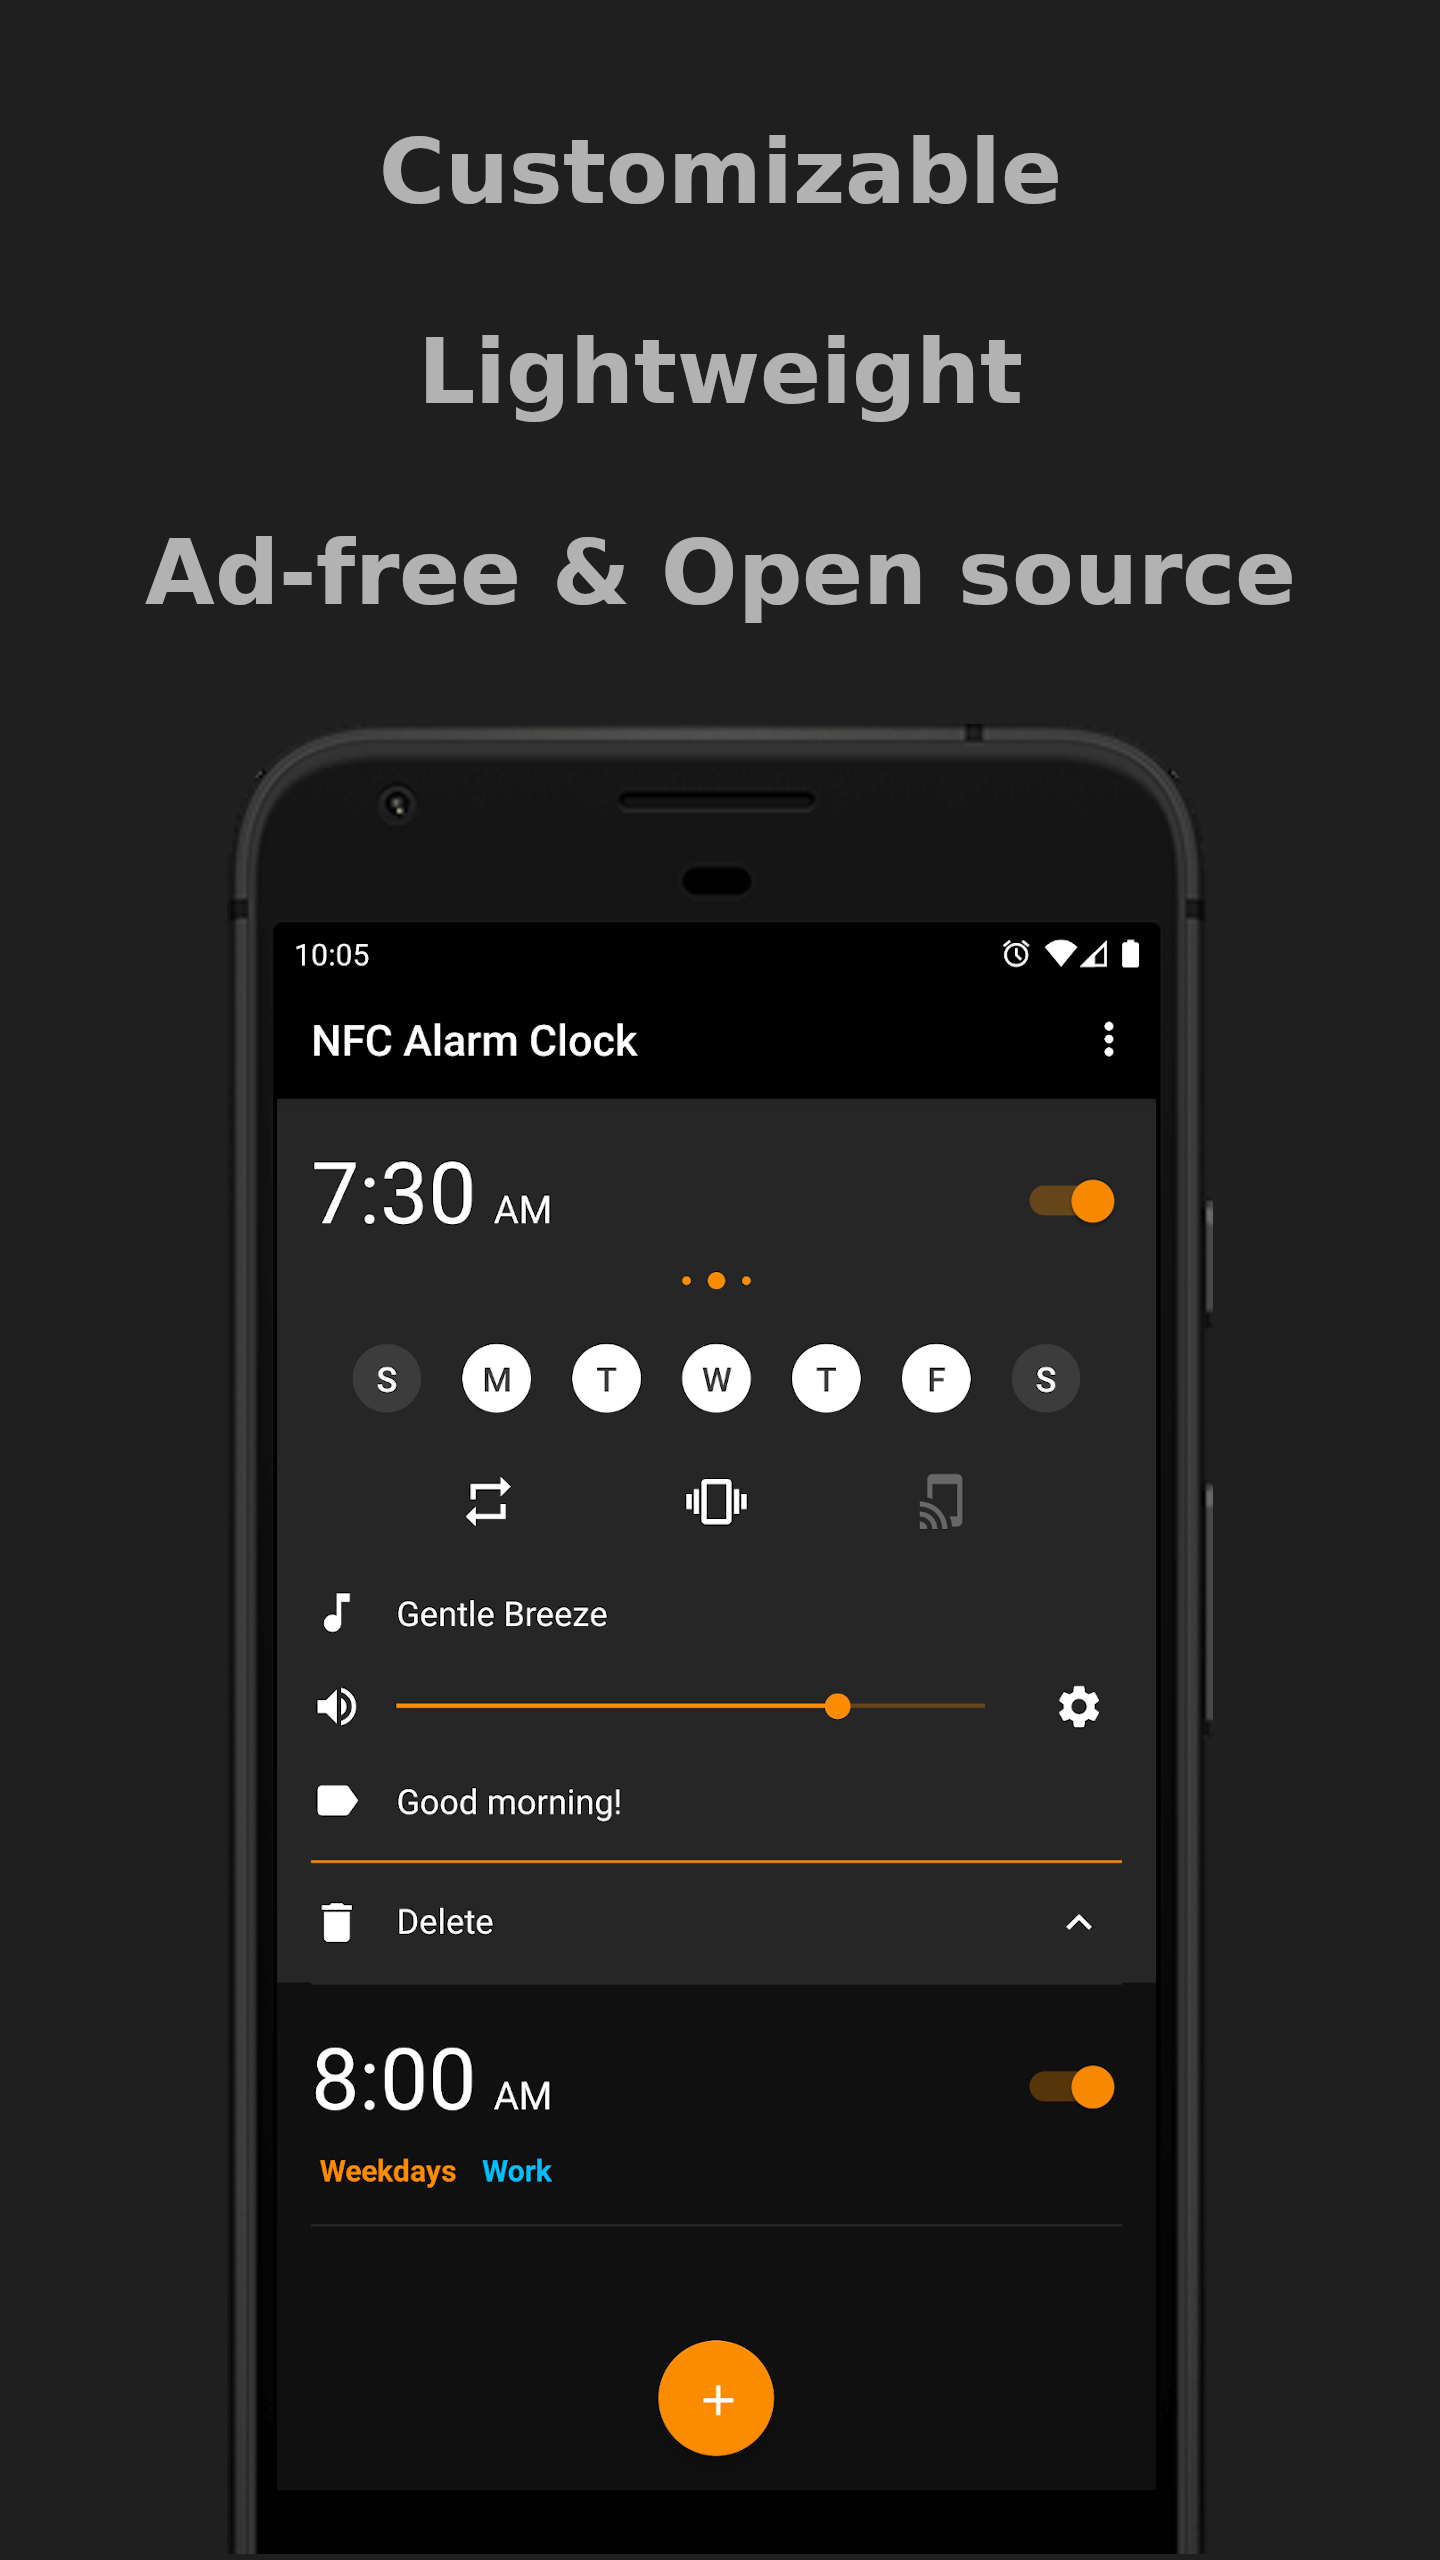 Customizable
Lightweight
Ad-free & Open source
10:05
NFC Alarm Clock
7:30 AM
S M T W T F S
Gentle Breeze
Good morning!
Delete
8:00 AM
Weekdays Work